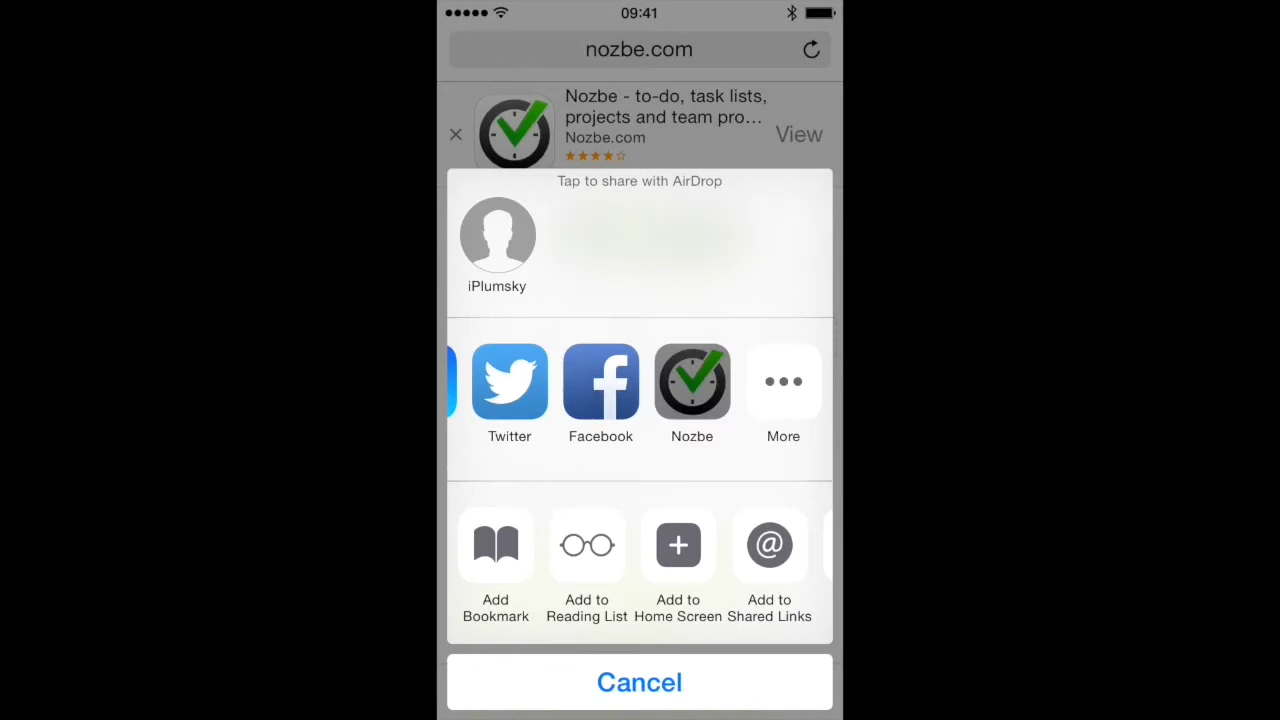 09:41
nozbe.com
Nozbe - to-do, task lists,
projects and team pro...
Nozbe.com
View
Tap to share with AirDrop
iPlumsky
Twitter
Facebook
Nozbe
More
Add
Bookmark
Add to
Reading List
Add to
Home Screen
Add to
Shared Links
Cancel